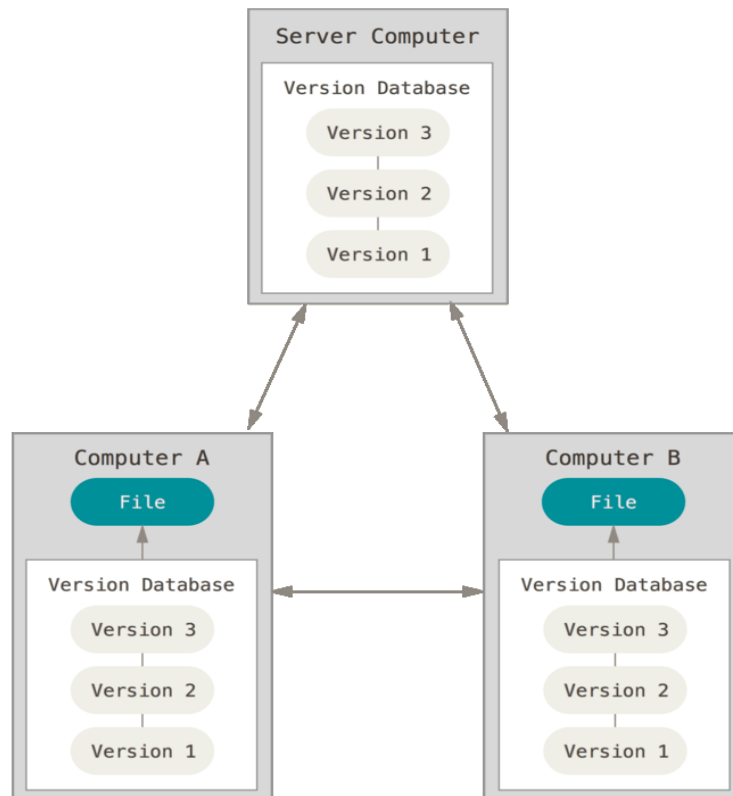 Server Computer
Version Database
Version 3
Version 2
Version 1
Computer A
File
Version Database
Version 3
Version 2
Version 1
Computer B
File
Version Database
Version 3
Version 2
Version 1